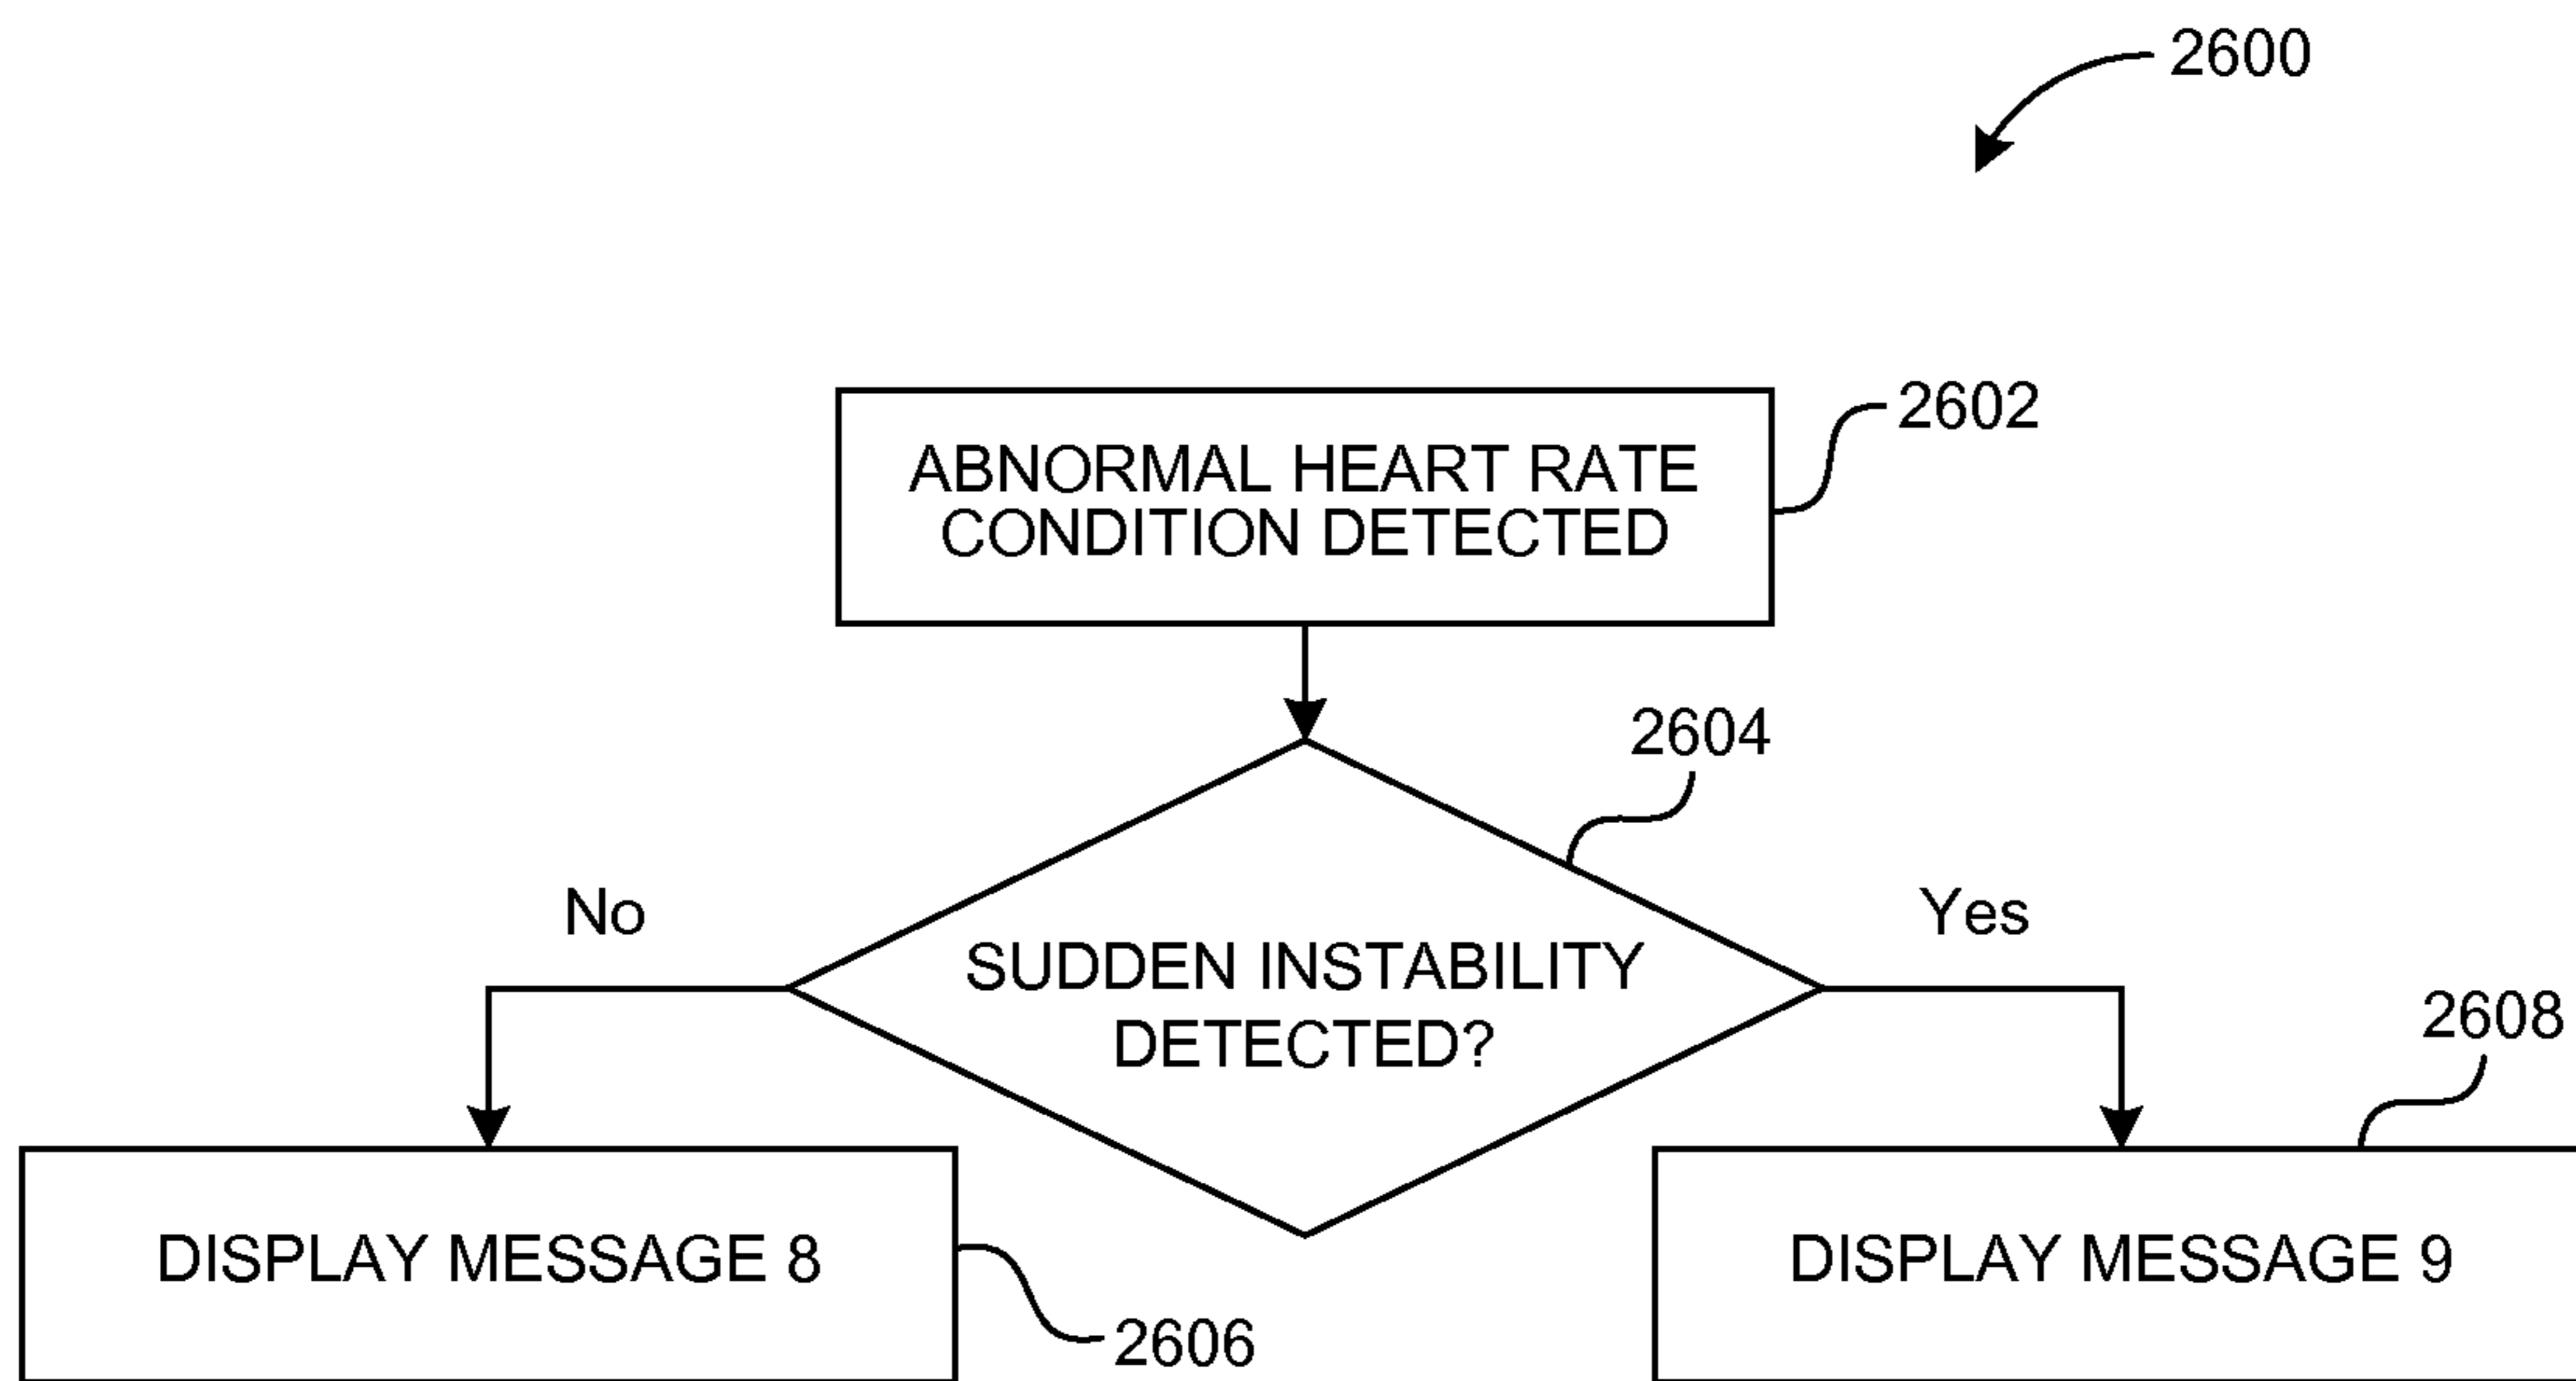 2600
ABNORMAL HEART RATE
CONDITION DETECTED
2602
2604
SUDDEN INSTABILITY
DETECTED?
No
Yes
2608
DISPLAY MESSAGE 8
DISPLAY MESSAGE 9
2606